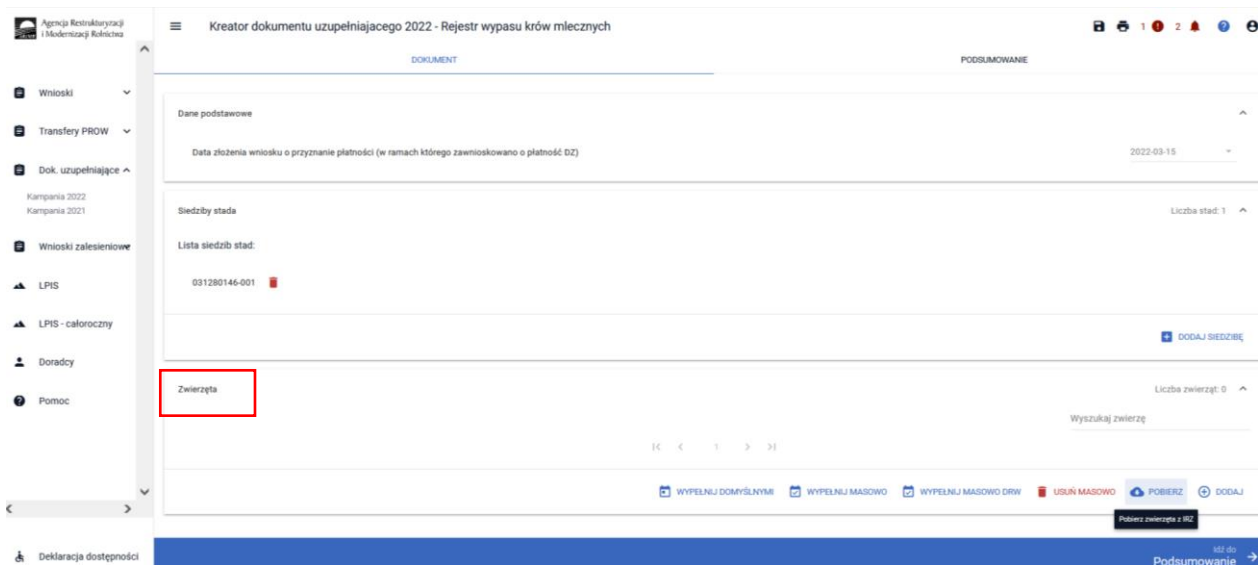 Agencja Restrukturyzacji
i Modernizacji Rolnictwa
Kreator dokumentu uzupełniajacego 2022 - Rejestr wypasu krów mlecznych
1
2
DOKUMENT
PODSUMOWANIE
Wnioski
Transfery PROW
Dok. uzupełniające
Kampania 2022
Kampania 2021
Wnioski zalesieniowe
LPIS
LPIS - całoroczny
Doradcy
Pomoc
Deklaracja dostępności
Dane podstawowe
Data złożenia wniosku o przyznanie płatności (w ramach którego zawnioskowano o płatność DZ)
2022-03-15
Siedziby stada
Liczba stad: 1
Lista siedzib stad:
031280146-001
DODAJ SIEDZIBĘ
Zwierzęta
Liczba zwierząt: 0
Wyszukaj zwierzę
1
WYPEŁNIJ DOMYŚLNYMI
WYPEŁNIJ MASOWO
WYPEŁNIJ MASOWO DRW
USUŃ MASOWO
POBIERZ
DODAJ
Pobierz zwierzęta z IRZ
Idź do
Podsumowanie